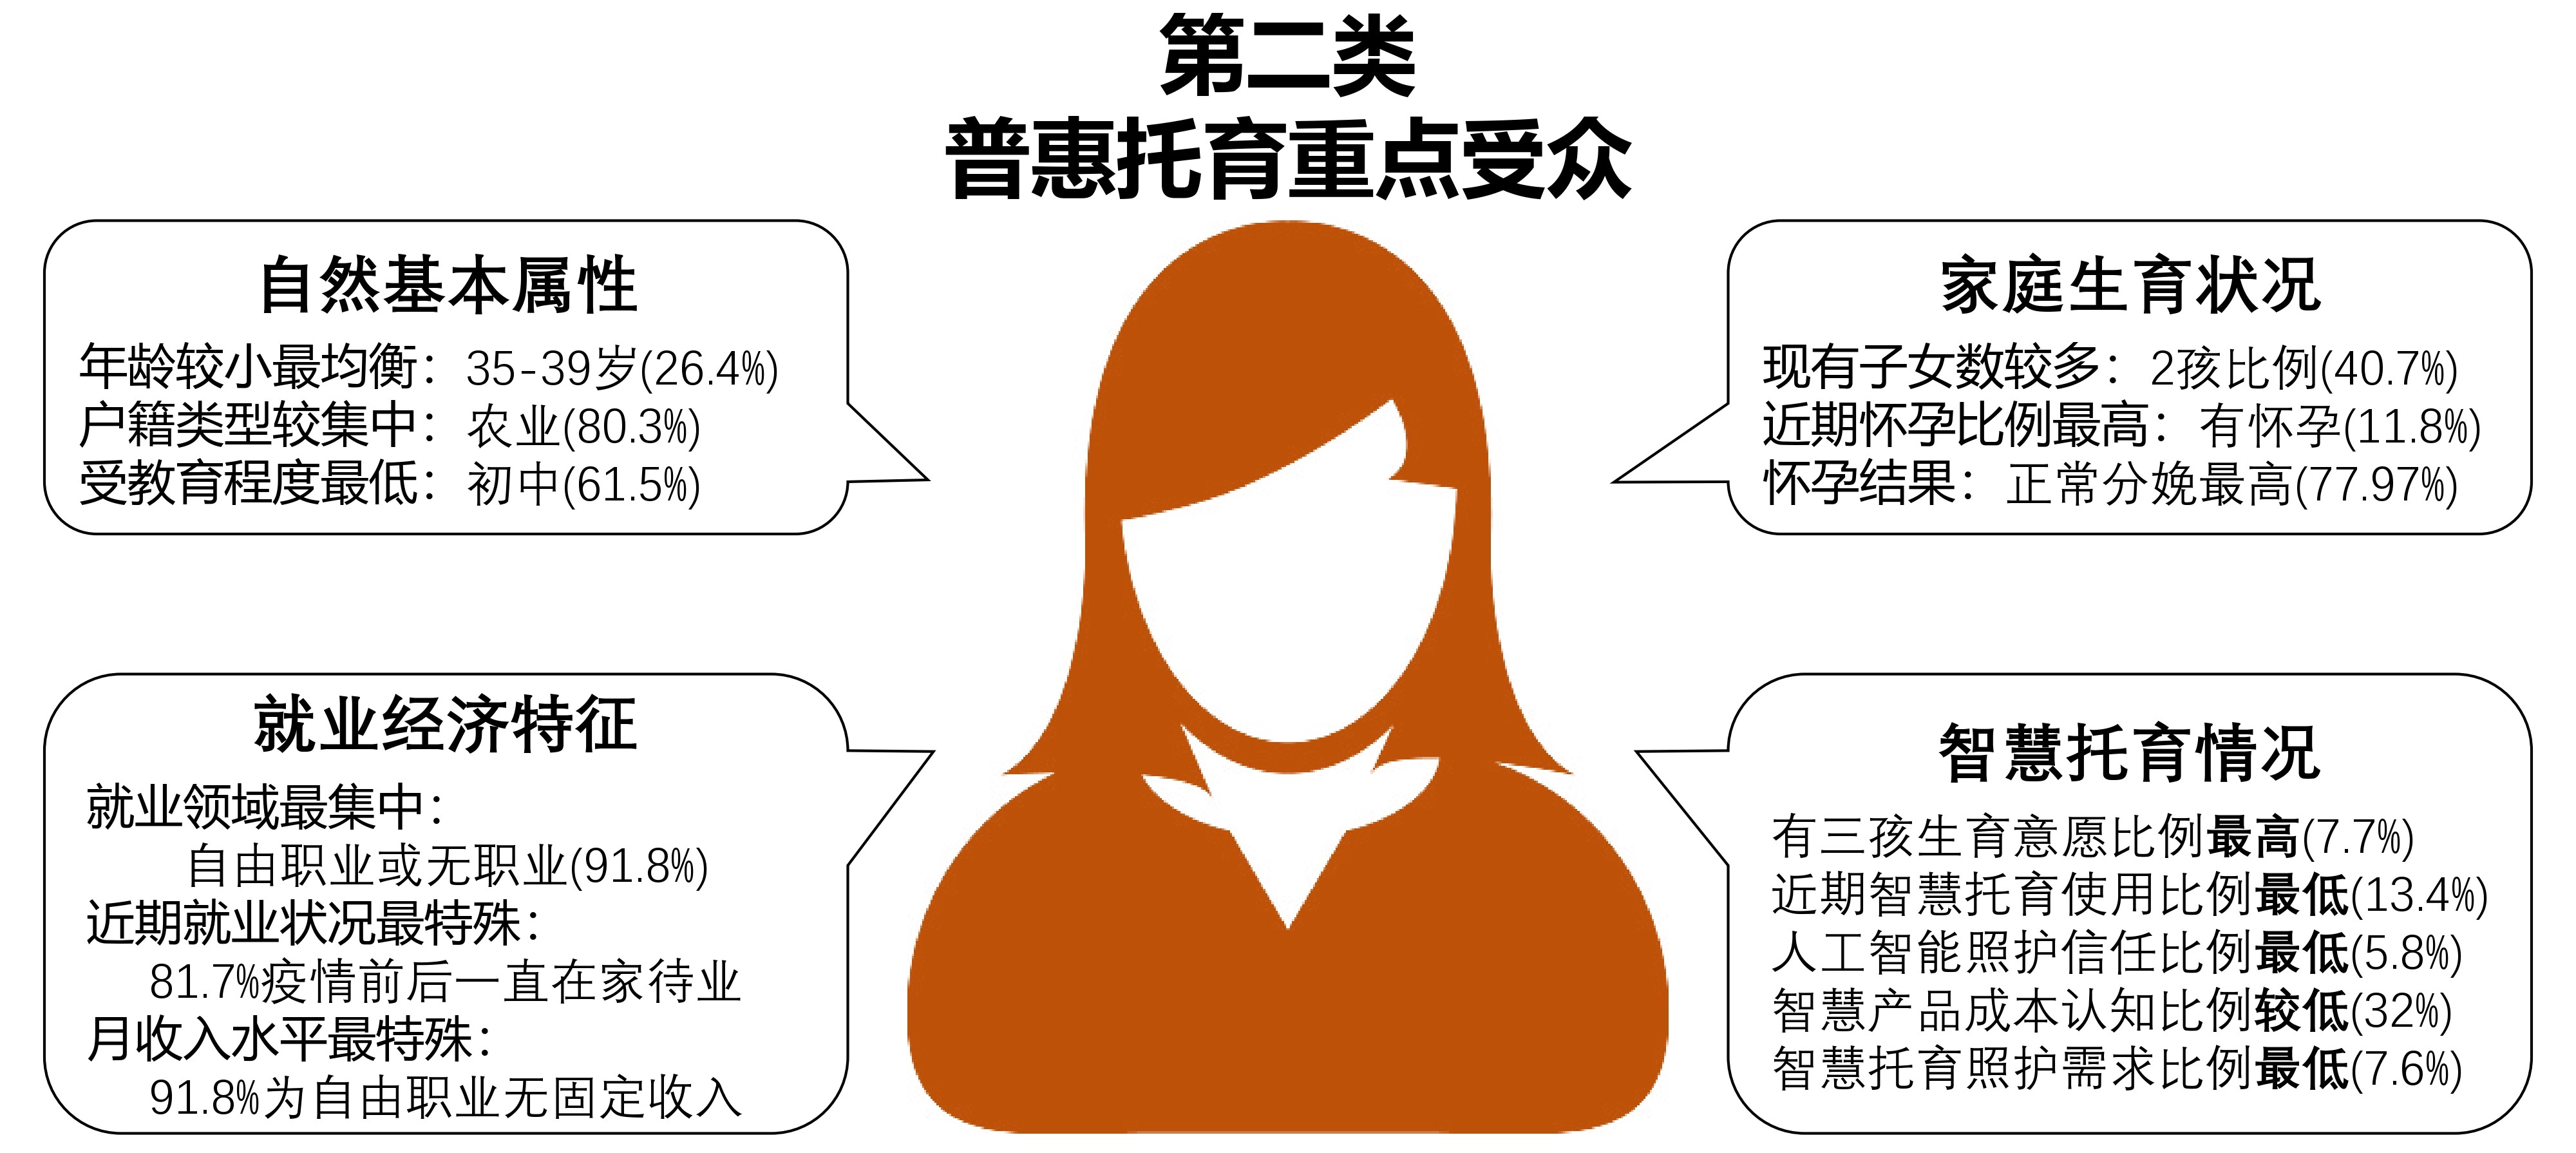 第二类
普惠托育重点受众
自然基本属性
年龄较小最均衡：35-39岁(26.4%)
户籍类型较集中：农业(80.3%)
受教育程度最低：初中(61.5%)
家庭生育状况
现有子女数较多：2孩比例(40.7%)
近期怀孕比例最高：有怀孕(11.8%)
怀孕结果：正常分娩最高(77.97%)
就业经济特征
就业领域最集中：
自由职业或无职业(91.8%)
近期就业状况最特殊：
81.7%疫情前后一直在家待业
月收入水平最特殊：
91.8%为自由职业无固定收入
智慧托育情况
有三孩生育意愿比例最高(7.7%)
近期智慧托育使用比例最低(13.4%)
人工智能照护信任比例最低(5.8%)
智慧产品成本认知比例较低(32%)
智慧托育照护需求比例最低(7.6%)